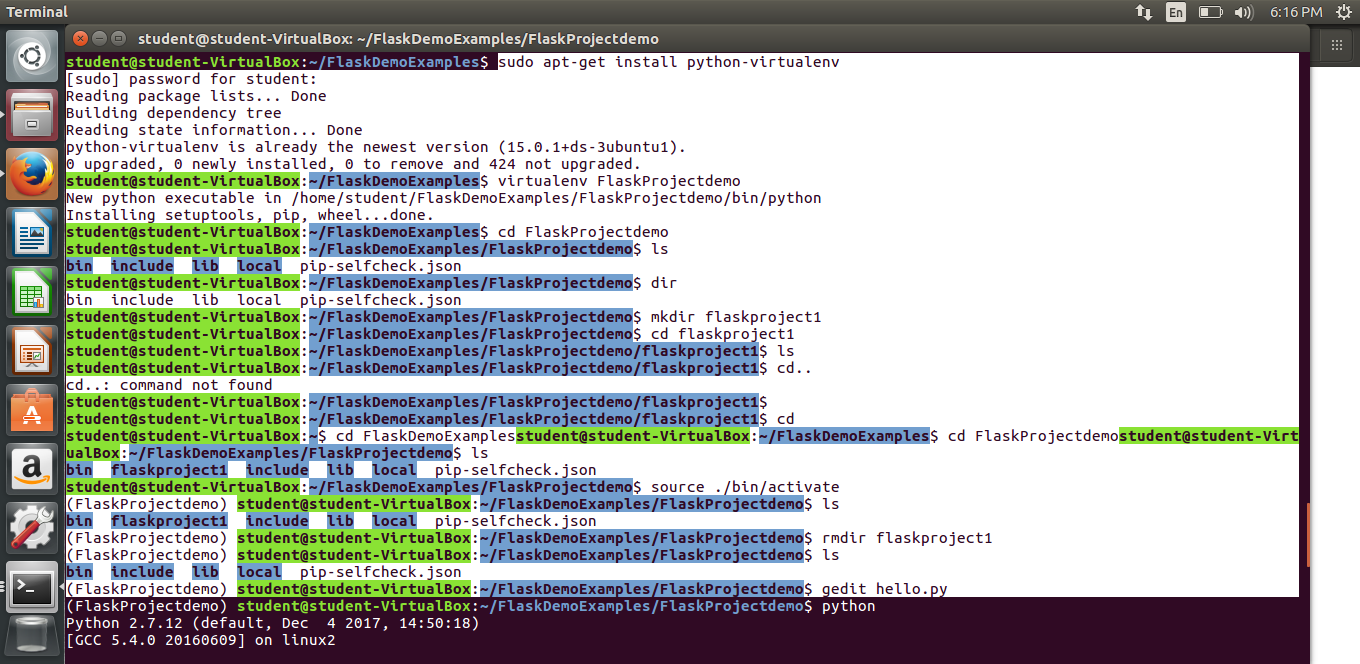 Terminal
En
6:16 PM
student@student-VirtualBox: ~/FlaskDemoExamples/FlaskProjectdemo
student@student-VirtualBox:~/FlaskDemoExamples$ sudo apt-get install python-virtualenv
[sudo] password for student:
Reading package lists... Done
Building dependency tree
Reading state information... Done
python-virtualenv is already the newest version (15.0.1+ds-3ubuntu1).
0 upgraded, 0 newly installed, 0 to remove and 424 not upgraded.
student@student-VirtualBox:~/FlaskDemoExamples$ virtualenv FlaskProjectdemo
New python executable in /home/student/FlaskDemoExamples/FlaskProjectdemo/bin/python
Installing setuptools, pip, wheel...done.
student@student-VirtualBox:~/FlaskDemoExamples$ cd FlaskProjectdemo
student@student-VirtualBox:~/FlaskDemoExamples/FlaskProjectdemo$ ls
bin  include  lib  local  pip-selfcheck.json
student@student-VirtualBox:~/FlaskDemoExamples/FlaskProjectdemo$ dir
bin  include  lib  local  pip-selfcheck.json
student@student-VirtualBox:~/FlaskDemoExamples/FlaskProjectdemo$ mkdir flaskproject1
student@student-VirtualBox:~/FlaskDemoExamples/FlaskProjectdemo$ cd flaskproject1
student@student-VirtualBox:~/FlaskDemoExamples/FlaskProjectdemo/flaskproject1$ ls
student@student-VirtualBox:~/FlaskDemoExamples/FlaskProjectdemo/flaskproject1$ cd..
cd..: command not found
student@student-VirtualBox:~/FlaskDemoExamples/FlaskProjectdemo/flaskproject1$
student@student-VirtualBox:~/FlaskDemoExamples/FlaskProjectdemo/flaskproject1$ cd
student@student-VirtualBox:~$ cd FlaskDemoExamplesstudent@student-VirtualBox:~/FlaskDemoExamples$ cd FlaskProjectdemostudent@student-Virt
ualBox:~/FlaskDemoExamples/FlaskProjectdemo$ ls
bin  flaskproject1  include  lib  local  pip-selfcheck.json
student@student-VirtualBox:~/FlaskDemoExamples/FlaskProjectdemo$ source ./bin/activate
(FlaskProjectdemo) student@student-VirtualBox:~/FlaskDemoExamples/FlaskProjectdemo$ ls
bin  flaskproject1  include  lib  local  pip-selfcheck.json
(FlaskProjectdemo) student@student-VirtualBox:~/FlaskDemoExamples/FlaskProjectdemo$ rmdir flaskproject1
(FlaskProjectdemo) student@student-VirtualBox:~/FlaskDemoExamples/FlaskProjectdemo$ ls
bin  include  lib  local  pip-selfcheck.json
(FlaskProjectdemo) student@student-VirtualBox:~/FlaskDemoExamples/FlaskProjectdemo$ gedit hello.py
(FlaskProjectdemo) student@student-VirtualBox:~/FlaskDemoExamples/FlaskProjectdemo$ python
Python 2.7.12 (default, Dec  4 2017, 14:50:18)
[GCC 5.4.0 20160609] on linux2